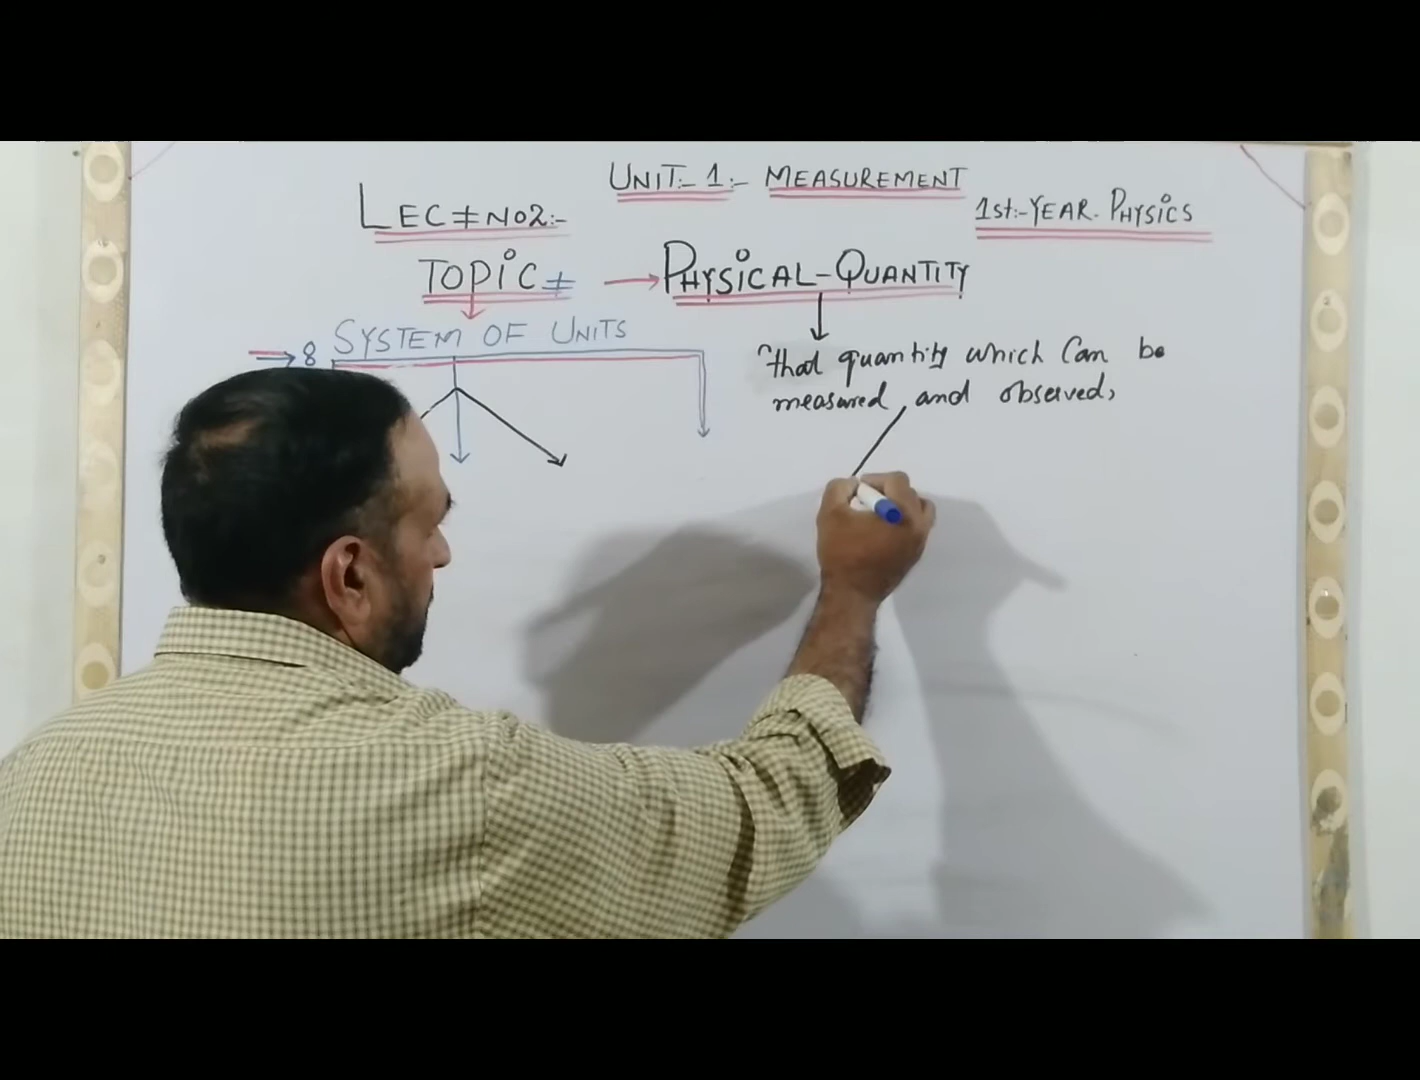 UNIT:- 1:- MEASUREMENT
LEC≠NO2:-
1st:-YEAR. PHYSICS
TOPIC≠ → PHYSICAL-QUANTITY
→ 8 SYSTEM OF UNITS
"that quantity which Can be
measured, and observed,